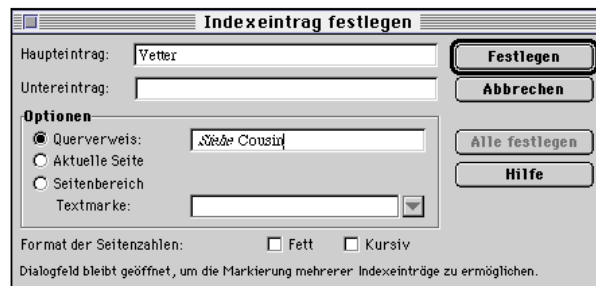 Indexeintrag festlegen
Haupteintrag: Vetter Festlegen
Untereintrag: Abbrechen
Optionen
Querverweis: Siehe Cousin Alle festlegen
Aktuelle Seite
Seitenbereich Hilfe
Textmarke:
Format der Seitenzahlen: Fett Kursiv
Dialogfeld bleibt geöffnet, um die Markierung mehrerer Indexeinträge zu ermöglichen.